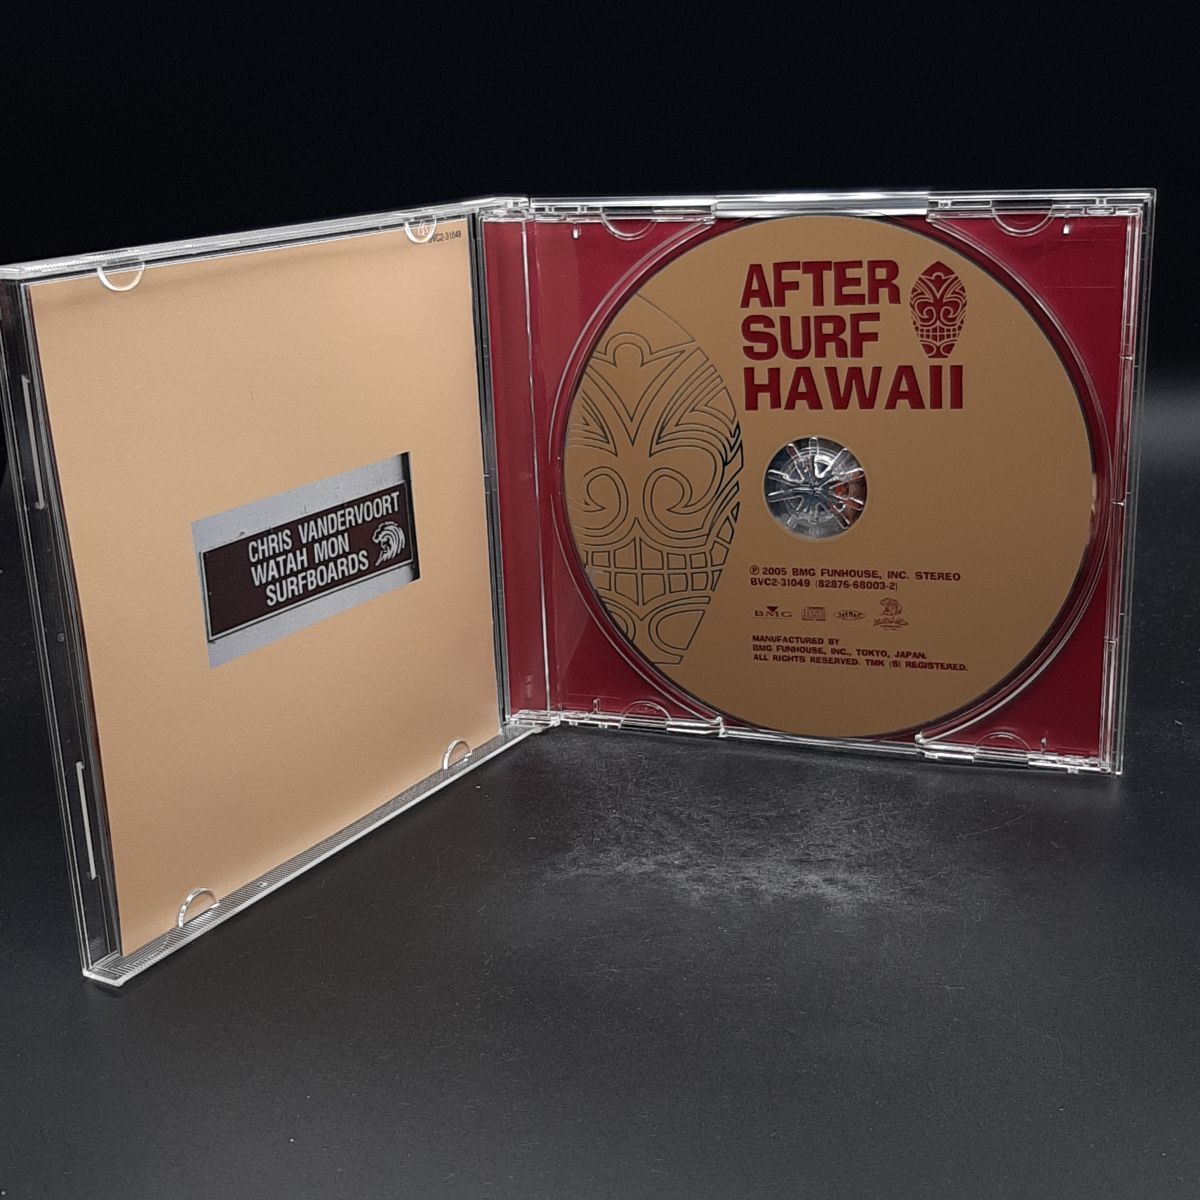 BVC2-31049
CHRIS VANDERVOORT
WATAH MON
SURFBOARDS
AFTER
SURF
HAWAII
℗ 2005 BMG FUNHOUSE, INC. STEREO
BVC2-31049 (82876-68003-2)
BMG
MANUFACTURED BY
BMG FUNHOUSE, INC., TOKYO, JAPAN.
ALL RIGHTS RESERVED. TMK (S) REGISTERED.